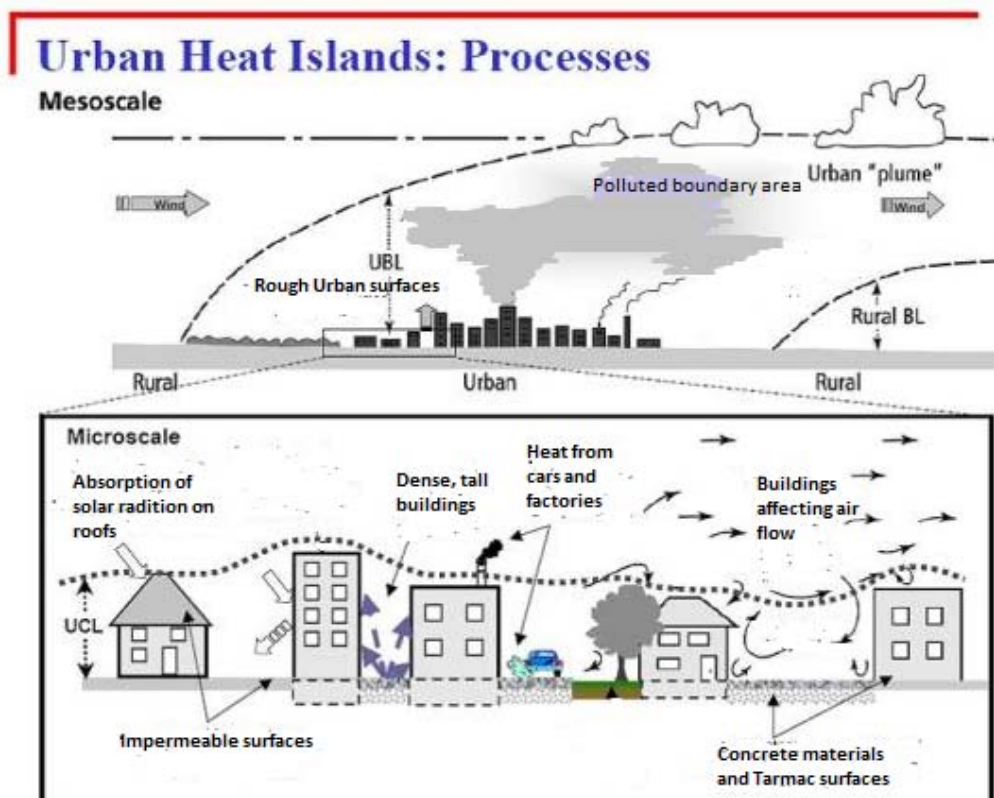 Urban Heat Islands: Processes
Mesoscale
Wind
Polluted boundary area
Urban "plume"
Wind
UBL
Rough Urban surfaces
Rural BL
Rural
Urban
Rural
Microscale
Absorption of
solar radition on
roofs
Dense, tall
buildings
Heat from
cars and
factories
Buildings
affecting air
flow
UCL
Impermeable surfaces
Concrete materials
and Tarmac surfaces